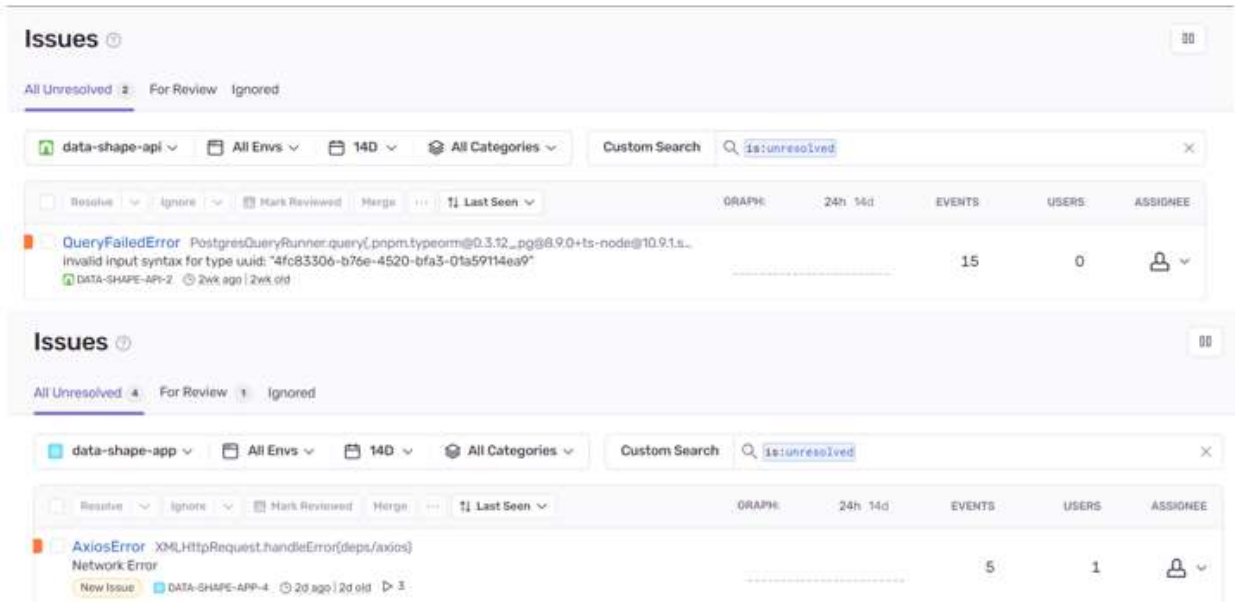 Issues
All Unresolved 2 For Review Ignored
data-shape-api All Envs 14D All Categories Custom Search is:unresolved
Resolve Ignore Mark Reviewed Merge ... Last Seen GRAPH: 24h 14d EVENTS USERS ASSIGNEE
QueryFailedError PostgresQueryRunner.query(.pnpm.typeorm@0.3.12_pg@8.9.0+ts-node@10.9.1.s...
invalid input syntax for type uuid: "4fc83306-b76e-4520-bfa3-01a59114ea9" 15 0
DATA-SHAPE-API-2 2wk ago | 2wk old
Issues
All Unresolved 4 For Review 1 Ignored
data-shape-app All Envs 14D All Categories Custom Search is:unresolved
Resolve Ignore Mark Reviewed Merge ... Last Seen GRAPH: 24h 14d EVENTS USERS ASSIGNEE
AxiosError XMLHttpRequest.handleError(deps/axios)
Network Error 5 1
New Issue DATA-SHAPE-APP-4 2d ago | 2d old 3